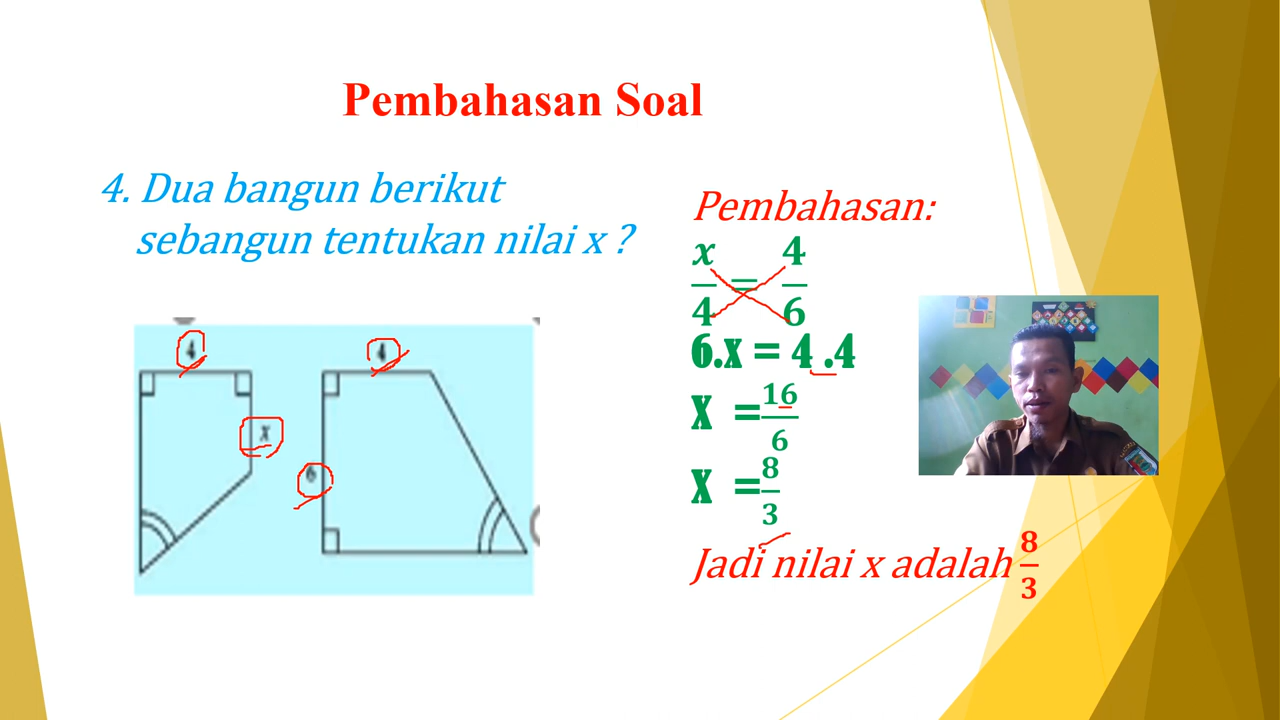 Pembahasan Soal
4. Dua bangun berikut
sebangun tentukan nilai x ?
4
4
x
6
Pembahasan:
x/4 = 4/6
6.x = 4 .4
X = 16/6
X = 8/3
Jadi nilai x adalah 8/3